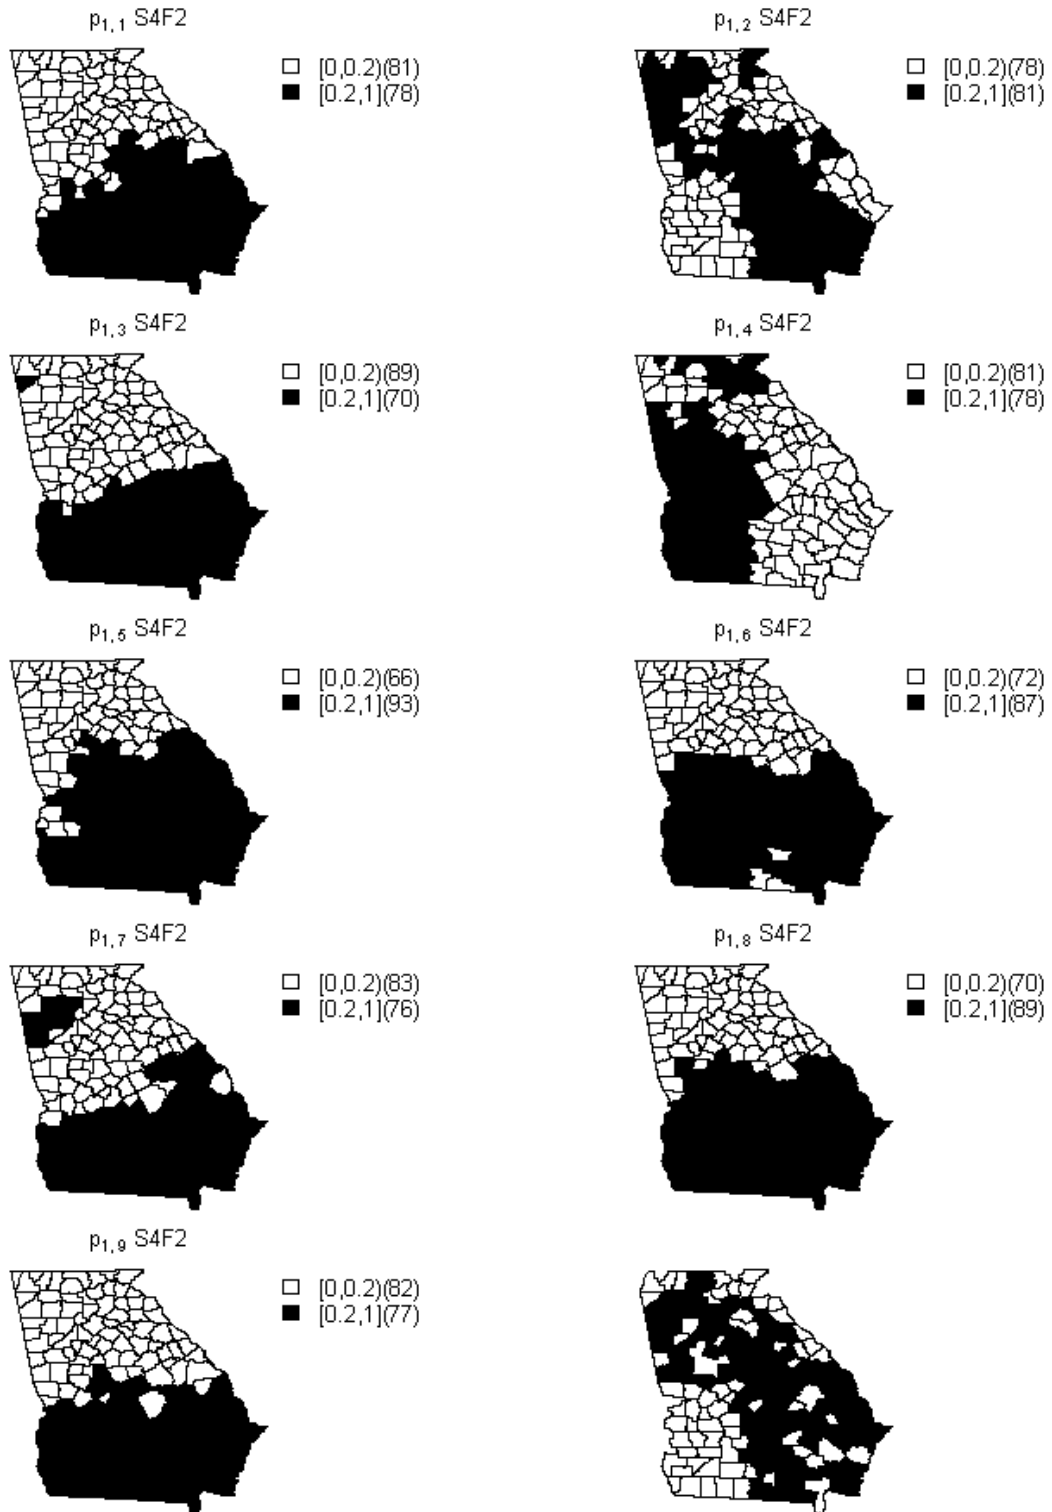 p1,1 S4F2
[0,0.2)(81)
[0.2,1](78)
p1,2 S4F2
[0,0.2)(78)
[0.2,1](81)
p1,3 S4F2
[0,0.2)(89)
[0.2,1](70)
p1,4 S4F2
[0,0.2)(81)
[0.2,1](78)
p1,5 S4F2
[0,0.2)(66)
[0.2,1](93)
p1,6 S4F2
[0,0.2)(72)
[0.2,1](87)
p1,7 S4F2
[0,0.2)(83)
[0.2,1](76)
p1,8 S4F2
[0,0.2)(70)
[0.2,1](89)
p1,9 S4F2
[0,0.2)(82)
[0.2,1](77)